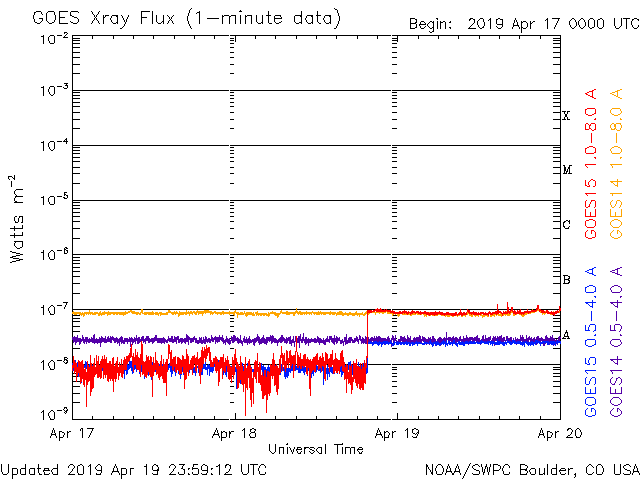 GOES Xray Flux (1-minute data)
Begin: 2019 Apr 17 0000 UTC
10-2
10-3
10-4
10-5
10-6
10-7
10-8
10-9
Watts m-2
X
M
C
B
A
GOES15 1.0-8.0 A
GOES14 1.0-8.0 A
GOES15 0.5-4.0 A
GOES14 0.5-4.0 A
Apr 17
Apr 18
Apr 19
Apr 20
Universal Time
Updated 2019 Apr 19 23:59:12 UTC
NOAA/SWPC Boulder, CO USA